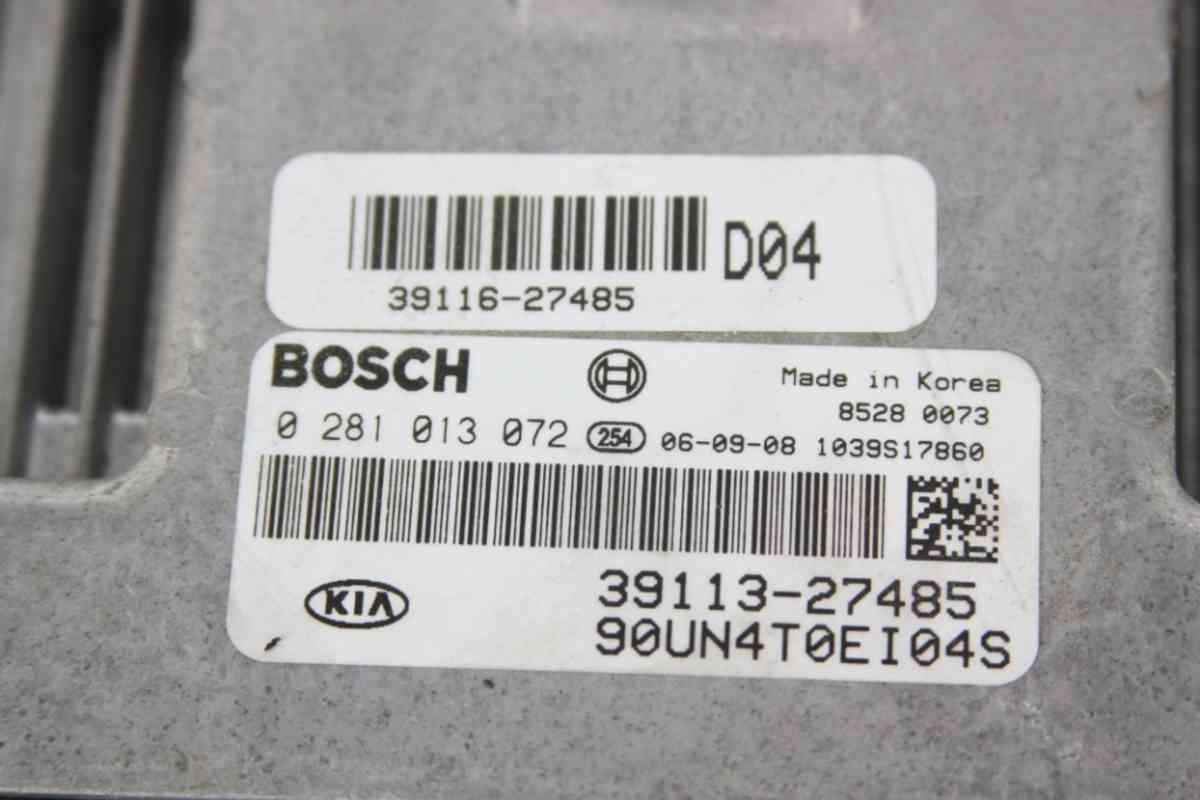 D04
39116-27485
BOSCH
Made in Korea
8528 0073
0 281 013 072 254 06-09-08 1039S17860
KIA
39113-27485
90UN4T0EI04S